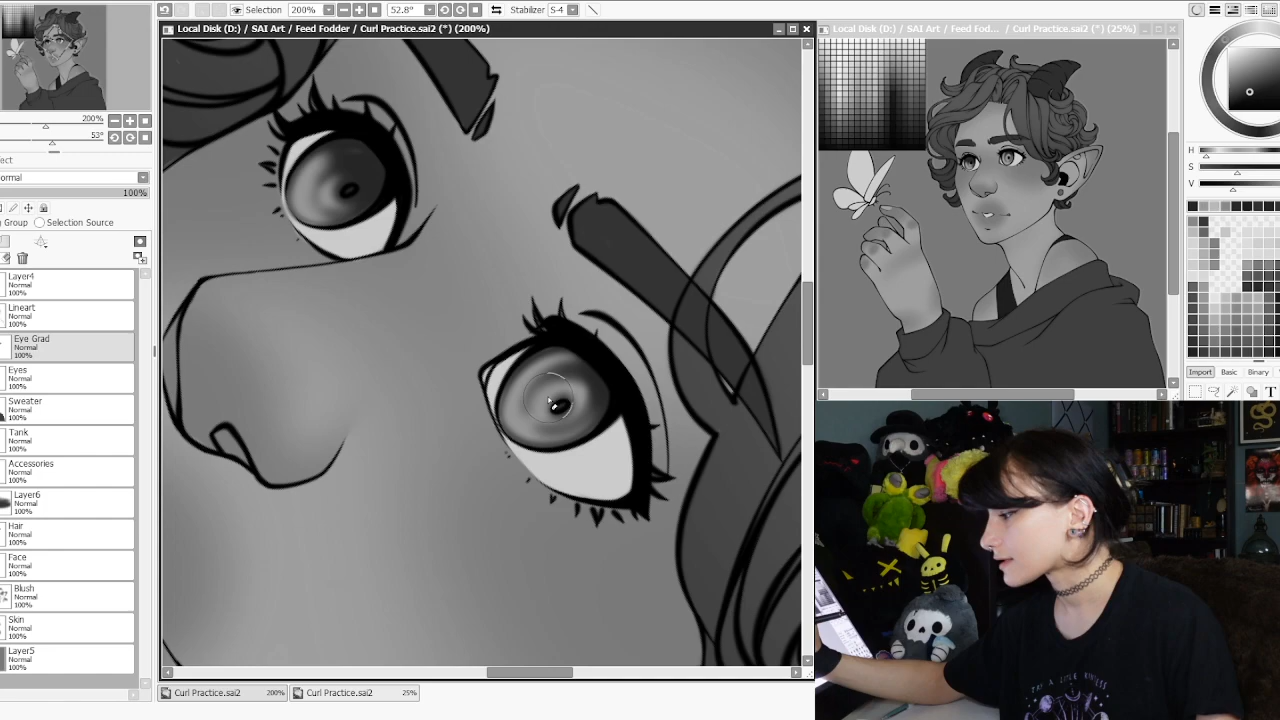 Selection 200% 52.8° Stabilizer S-4
Local Disk (D:) / SAI Art / Feed Fodder / Curl Practice.sai2 (*) (200%)
Local Disk (D:) / SAI Art / Feed Fod... / Curl Practice.sai2 (*) (25%)
200%
53°
100%
Selection Source
Layer4
Normal
100%
Lineart
Normal
100%
Eye Grad
Normal
100%
Eyes
Normal
100%
Sweater
Normal
100%
Tank
Normal
100%
Accessories
Normal
100%
Layer6
Normal
100%
Hair
Normal
100%
Face
Normal
100%
Blush
Normal
100%
Skin
Normal
100%
Layer5
Normal
100%
H
S
V
Import Basic Binary
T
Curl Practice.sai2 200% Curl Practice.sai2 25%